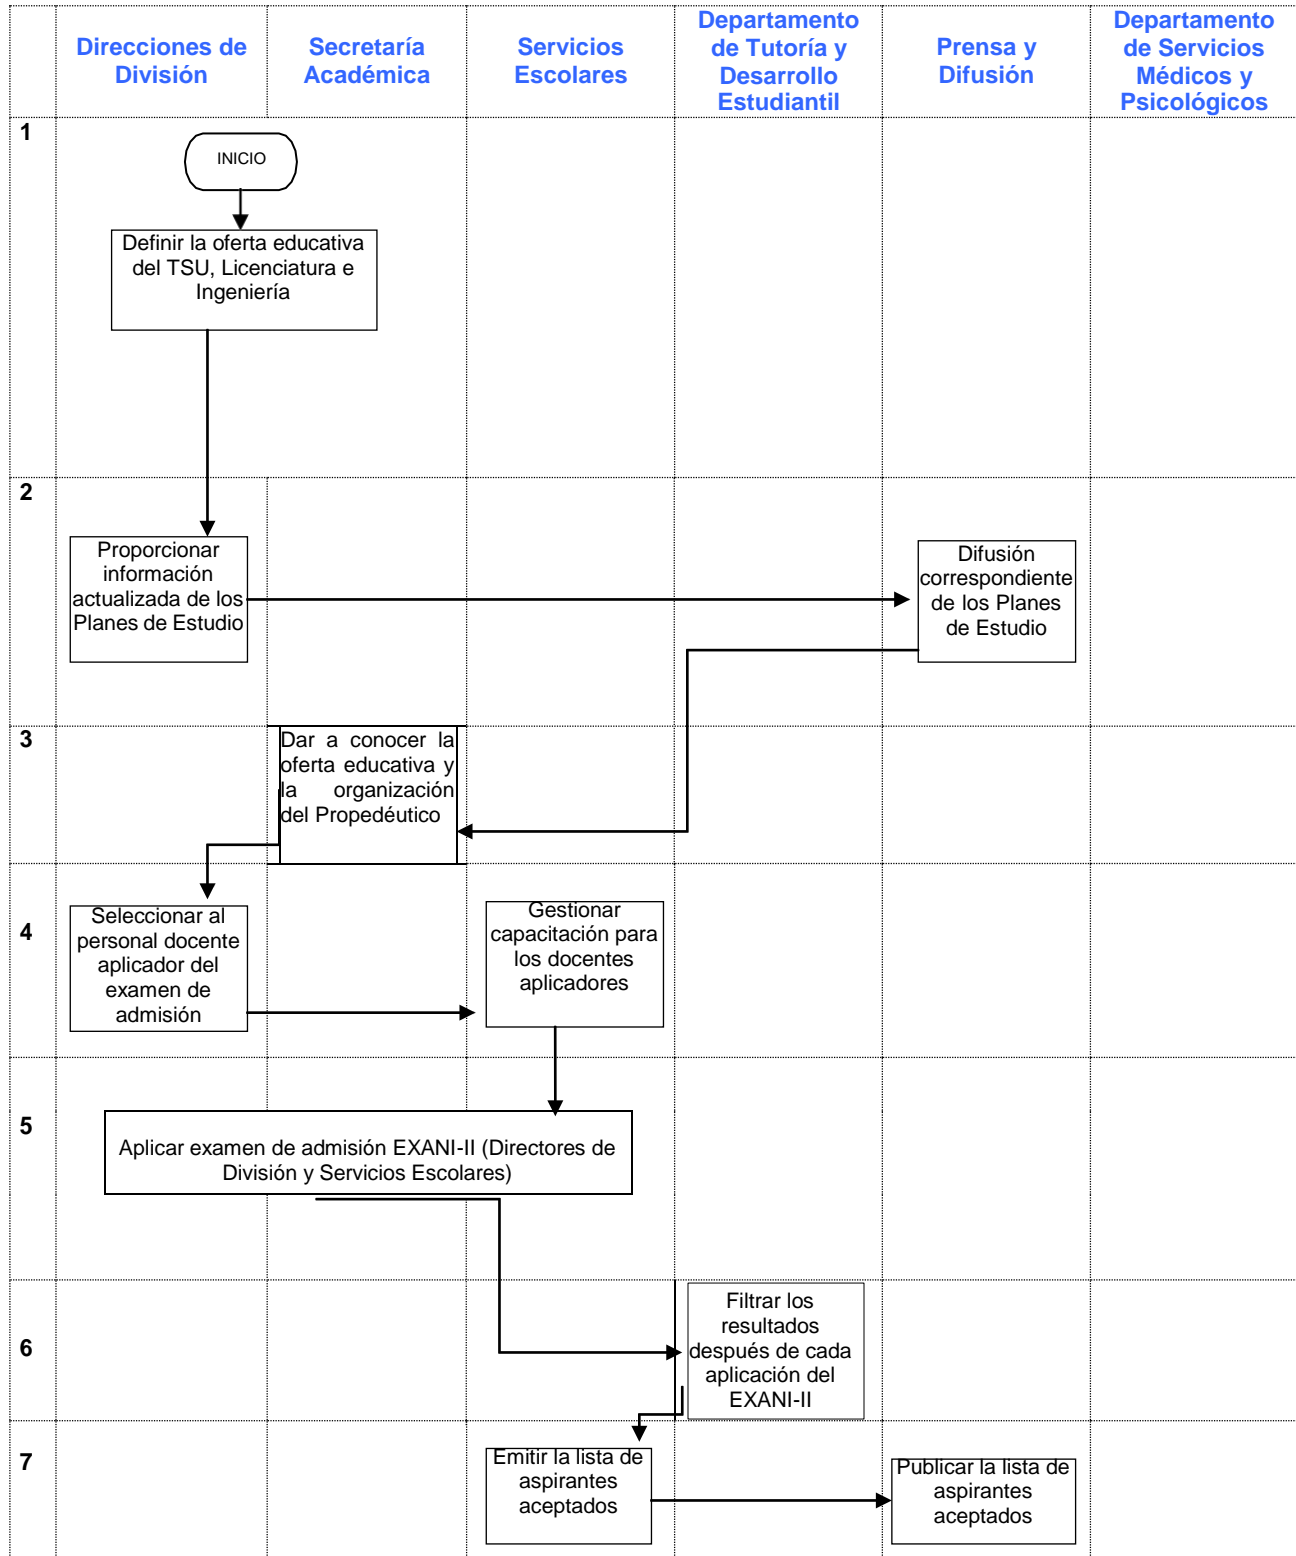 Direcciones de
División
Secretaría
Académica
Servicios
Escolares
Departamento
de Tutoría y
Desarrollo
Estudiantil
Prensa y
Difusión
Departamento
de Servicios
Médicos y
Psicológicos
1
INICIO
Definir la oferta educativa
del TSU, Licenciatura e
Ingeniería
2
Proporcionar
información
actualizada de los
Planes de Estudio
Difusión
correspondiente
de los Planes
de Estudio
3
Dar a conocer la
oferta educativa y
la organización
del Propedéutico
4
Seleccionar al
personal docente
aplicador del
examen de
admisión
Gestionar
capacitación para
los docentes
aplicadores
5
Aplicar examen de admisión EXANI-II (Directores de
División y Servicios Escolares)
6
Filtrar los
resultados
después de cada
aplicación del
EXANI-II
7
Emitir la lista de
aspirantes
aceptados
Publicar la lista de
aspirantes
aceptados